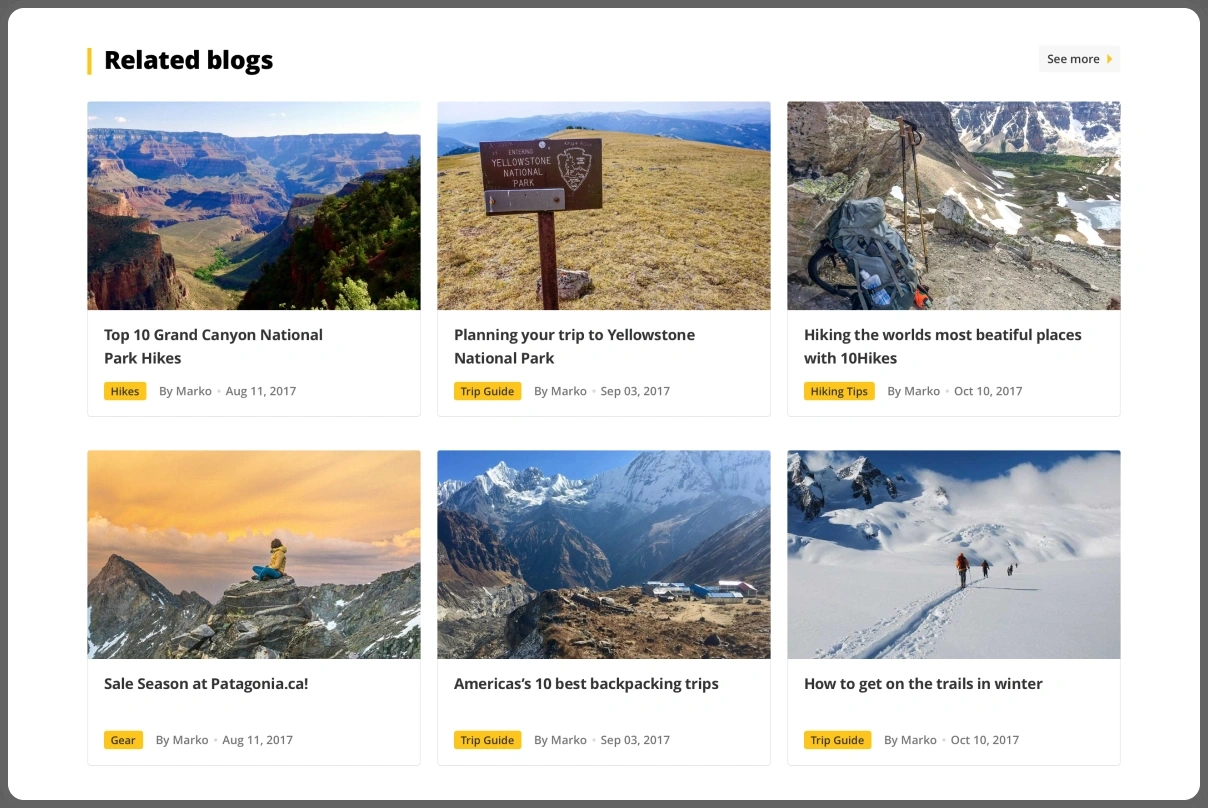 Related blogs
See more
ENTERING
YELLOWSTONE
NATIONAL
PARK
Top 10 Grand Canyon National
Park Hikes
Hikes By Marko • Aug 11, 2017
Planning your trip to Yellowstone
National Park
Trip Guide By Marko • Sep 03, 2017
Hiking the worlds most beatiful places
with 10Hikes
Hiking Tips By Marko • Oct 10, 2017
Sale Season at Patagonia.ca!
Gear By Marko • Aug 11, 2017
Americas’s 10 best backpacking trips
Trip Guide By Marko • Sep 03, 2017
How to get on the trails in winter
Trip Guide By Marko • Oct 10, 2017